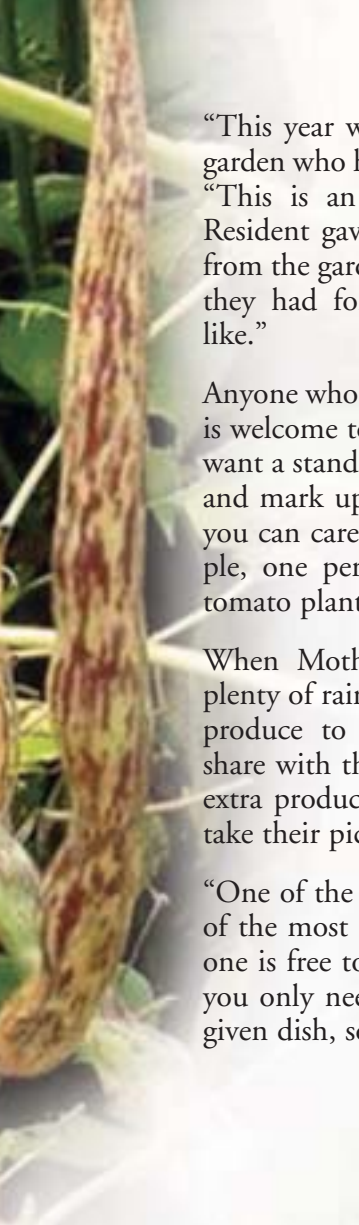 “This year w
garden who h
“This is an
Resident gav
from the gard
they had fo
like.”
Anyone who
is welcome to
want a stand
and mark up
you can care
ple, one per
tomato plant
When Moth
plenty of rain
produce to
share with th
extra produc
take their pic
“One of the
of the most
one is free to
you only nee
given dish, so